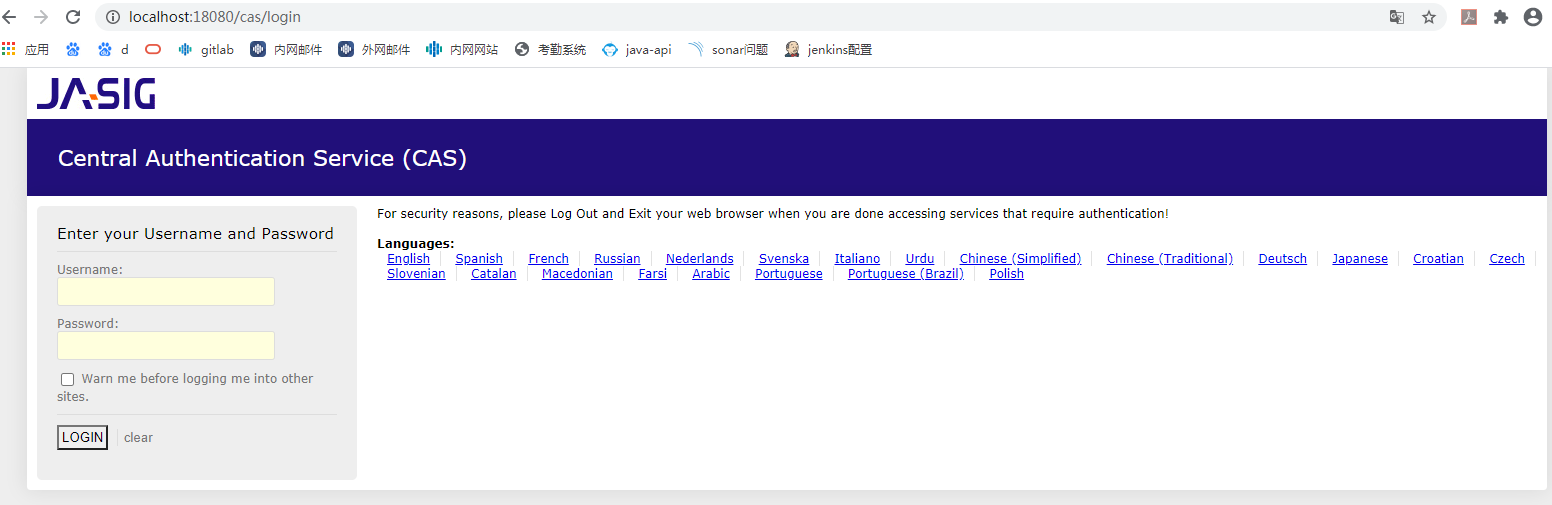 localhost:18080/cas/login
应用 d gitlab 内网邮件 外网邮件 内网网站 考勤系统 java-api sonar问题 jenkins配置
JASIG
Central Authentication Service (CAS)
Enter your Username and Password
Username:
Password:
Warn me before logging me into other
sites.
LOGIN clear
For security reasons, please Log Out and Exit your web browser when you are done accessing services that require authentication!
Languages:
English Spanish French Russian Nederlands Svenska Italiano Urdu Chinese (Simplified) Chinese (Traditional) Deutsch Japanese Croatian Czech
Slovenian Catalan Macedonian Farsi Arabic Portuguese Portuguese (Brazil) Polish